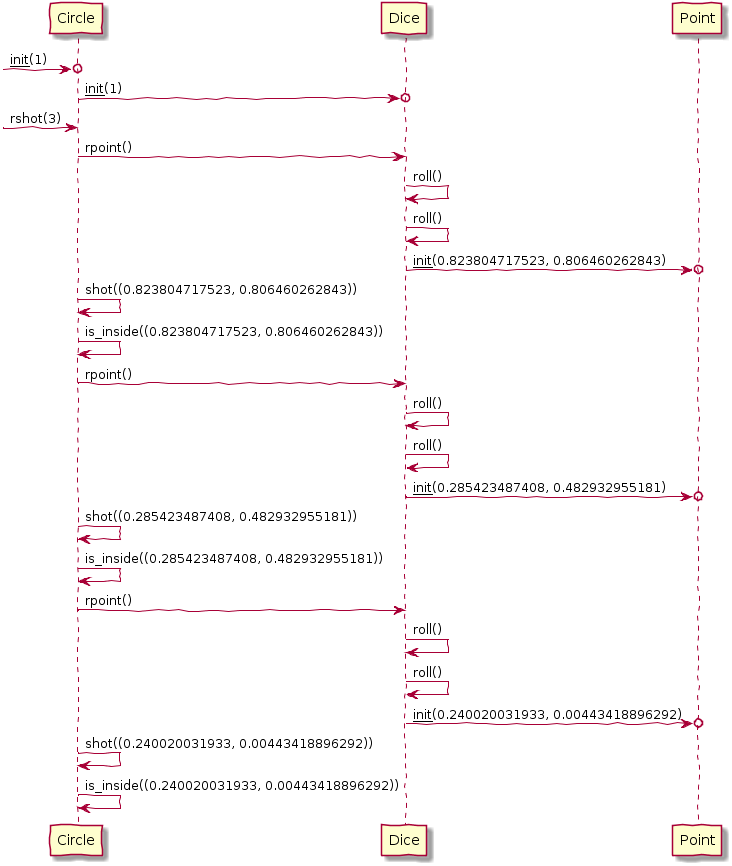 Circle Dice Point
init(1)
init(1)
rshot(3)
rpoint()
roll()
roll()
init(0.823804717523, 0.806460262843)
shot((0.823804717523, 0.806460262843))
is_inside((0.823804717523, 0.806460262843))
rpoint()
roll()
roll()
init(0.285423487408, 0.482932955181)
shot((0.285423487408, 0.482932955181))
is_inside((0.285423487408, 0.482932955181))
rpoint()
roll()
roll()
init(0.240020031933, 0.00443418896292)
shot((0.240020031933, 0.00443418896292))
is_inside((0.240020031933, 0.00443418896292))
Circle Dice Point